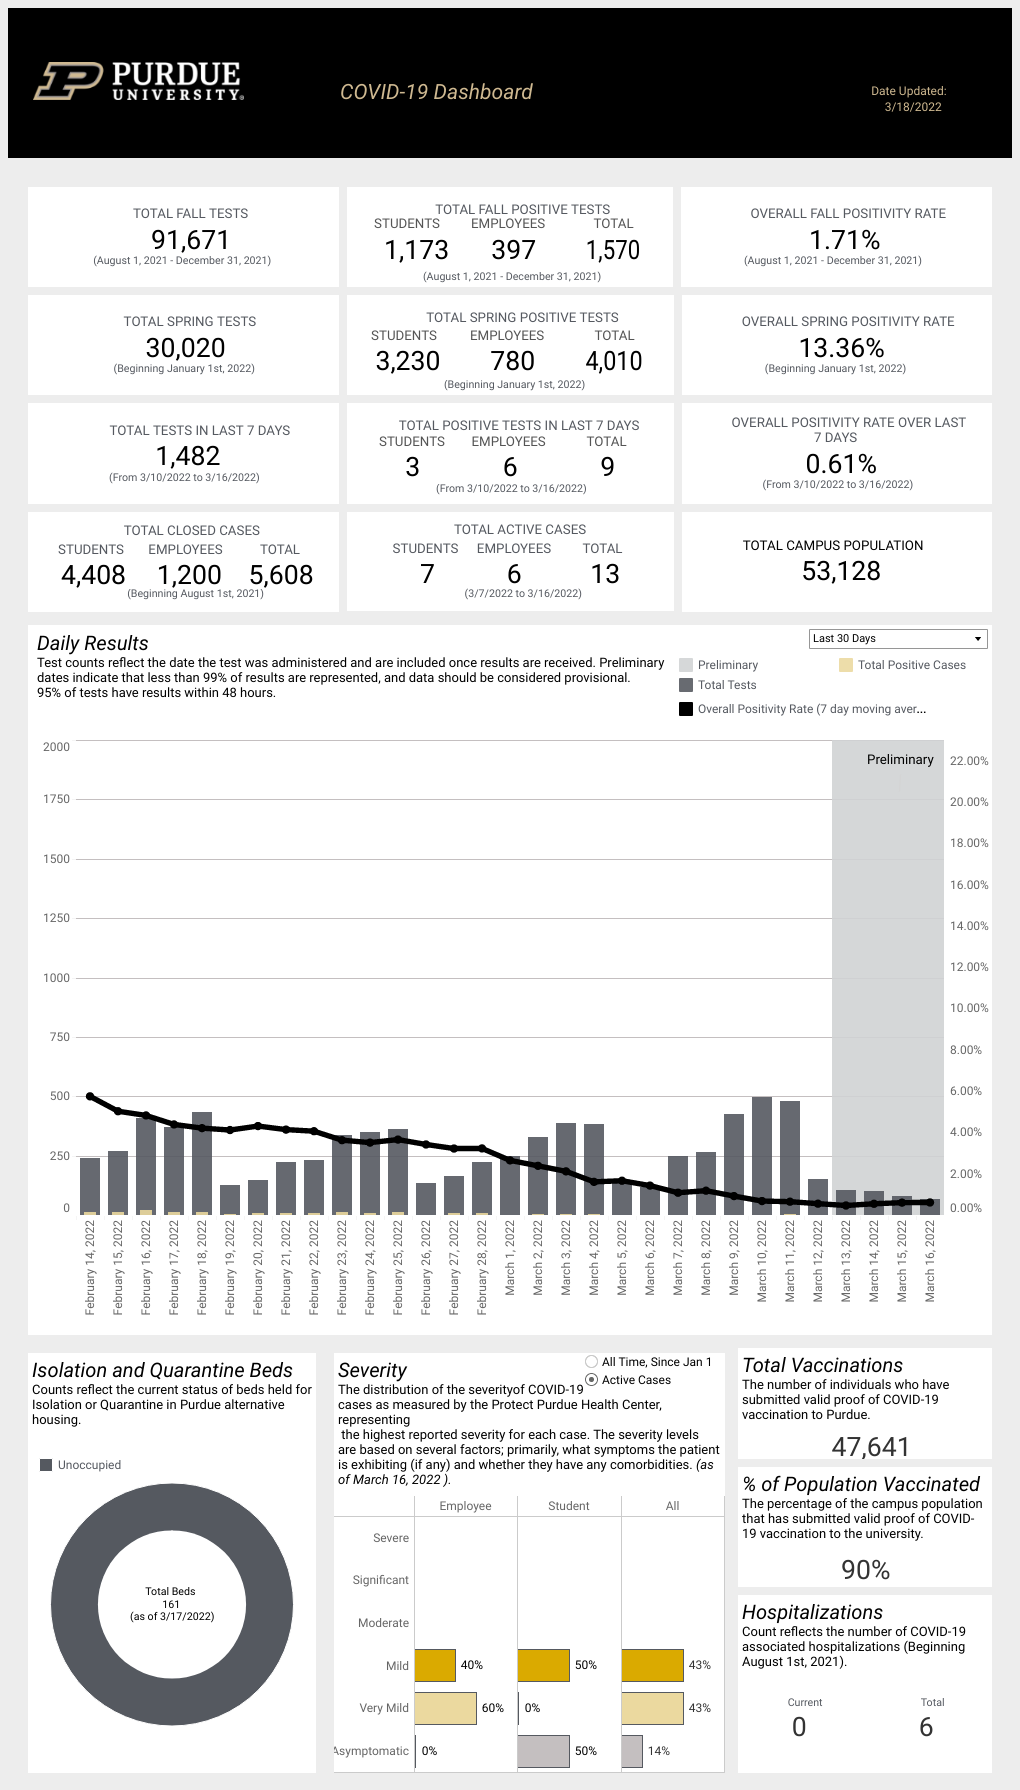 PURDUE
UNIVERSITY®
COVID-19 Dashboard
Date Updated:
3/18/2022
TOTAL FALL TESTS
91,671
(August 1, 2021 - December 31, 2021)
TOTAL FALL POSITIVE TESTS
STUDENTS EMPLOYEES TOTAL
1,173 397 1,570
(August 1, 2021 - December 31, 2021)
OVERALL FALL POSITIVITY RATE
1.71%
(August 1, 2021 - December 31, 2021)
TOTAL SPRING TESTS
30,020
(Beginning January 1st, 2022)
TOTAL SPRING POSITIVE TESTS
STUDENTS EMPLOYEES TOTAL
3,230 780 4,010
(Beginning January 1st, 2022)
OVERALL SPRING POSITIVITY RATE
13.36%
(Beginning January 1st, 2022)
TOTAL TESTS IN LAST 7 DAYS
1,482
(From 3/10/2022 to 3/16/2022)
TOTAL POSITIVE TESTS IN LAST 7 DAYS
STUDENTS EMPLOYEES TOTAL
3 6 9
(From 3/10/2022 to 3/16/2022)
OVERALL POSITIVITY RATE OVER LAST
7 DAYS
0.61%
(From 3/10/2022 to 3/16/2022)
TOTAL CLOSED CASES
STUDENTS EMPLOYEES TOTAL
4,408 1,200 5,608
(Beginning August 1st, 2021)
TOTAL ACTIVE CASES
STUDENTS EMPLOYEES TOTAL
7 6 13
(3/7/2022 to 3/16/2022)
TOTAL CAMPUS POPULATION
53,128
Daily Results
Test counts reflect the date the test was administered and are included once results are received. Preliminary
dates indicate that less than 99% of results are represented, and data should be considered provisional.
95% of tests have results within 48 hours.
Last 30 Days
Preliminary
Total Positive Cases
Total Tests
Overall Positivity Rate (7 day moving aver...
2000
1750
1500
1250
1000
750
500
250
0
Preliminary
22.00%
20.00%
18.00%
16.00%
14.00%
12.00%
10.00%
8.00%
6.00%
4.00%
2.00%
0.00%
February 14, 2022
February 15, 2022
February 16, 2022
February 17, 2022
February 18, 2022
February 19, 2022
February 20, 2022
February 21, 2022
February 22, 2022
February 23, 2022
February 24, 2022
February 25, 2022
February 26, 2022
February 27, 2022
February 28, 2022
March 1, 2022
March 2, 2022
March 3, 2022
March 4, 2022
March 5, 2022
March 6, 2022
March 7, 2022
March 8, 2022
March 9, 2022
March 10, 2022
March 11, 2022
March 12, 2022
March 13, 2022
March 14, 2022
March 15, 2022
March 16, 2022
Isolation and Quarantine Beds
Counts reflect the current status of beds held for
Isolation or Quarantine in Purdue alternative
housing.
Unoccupied
Total Beds
161
(as of 3/17/2022)
Severity
All Time, Since Jan 1
Active Cases
The distribution of the severityof COVID-19
cases as measured by the Protect Purdue Health Center,
representing
the highest reported severity for each case. The severity levels
are based on several factors; primarily, what symptoms the patient
is exhibiting (if any) and whether they have any comorbidities. (as
of March 16, 2022 ).
Employee Student All
Severe
Significant
Moderate
Mild 40% 50% 43%
Very Mild 60% 0% 43%
Asymptomatic 0% 50% 14%
Total Vaccinations
The number of individuals who have
submitted valid proof of COVID-19
vaccination to Purdue.
47,641
% of Population Vaccinated
The percentage of the campus population
that has submitted valid proof of COVID-
19 vaccination to the university.
90%
Hospitalizations
Count reflects the number of COVID-19
associated hospitalizations (Beginning
August 1st, 2021).
Current Total
0 6